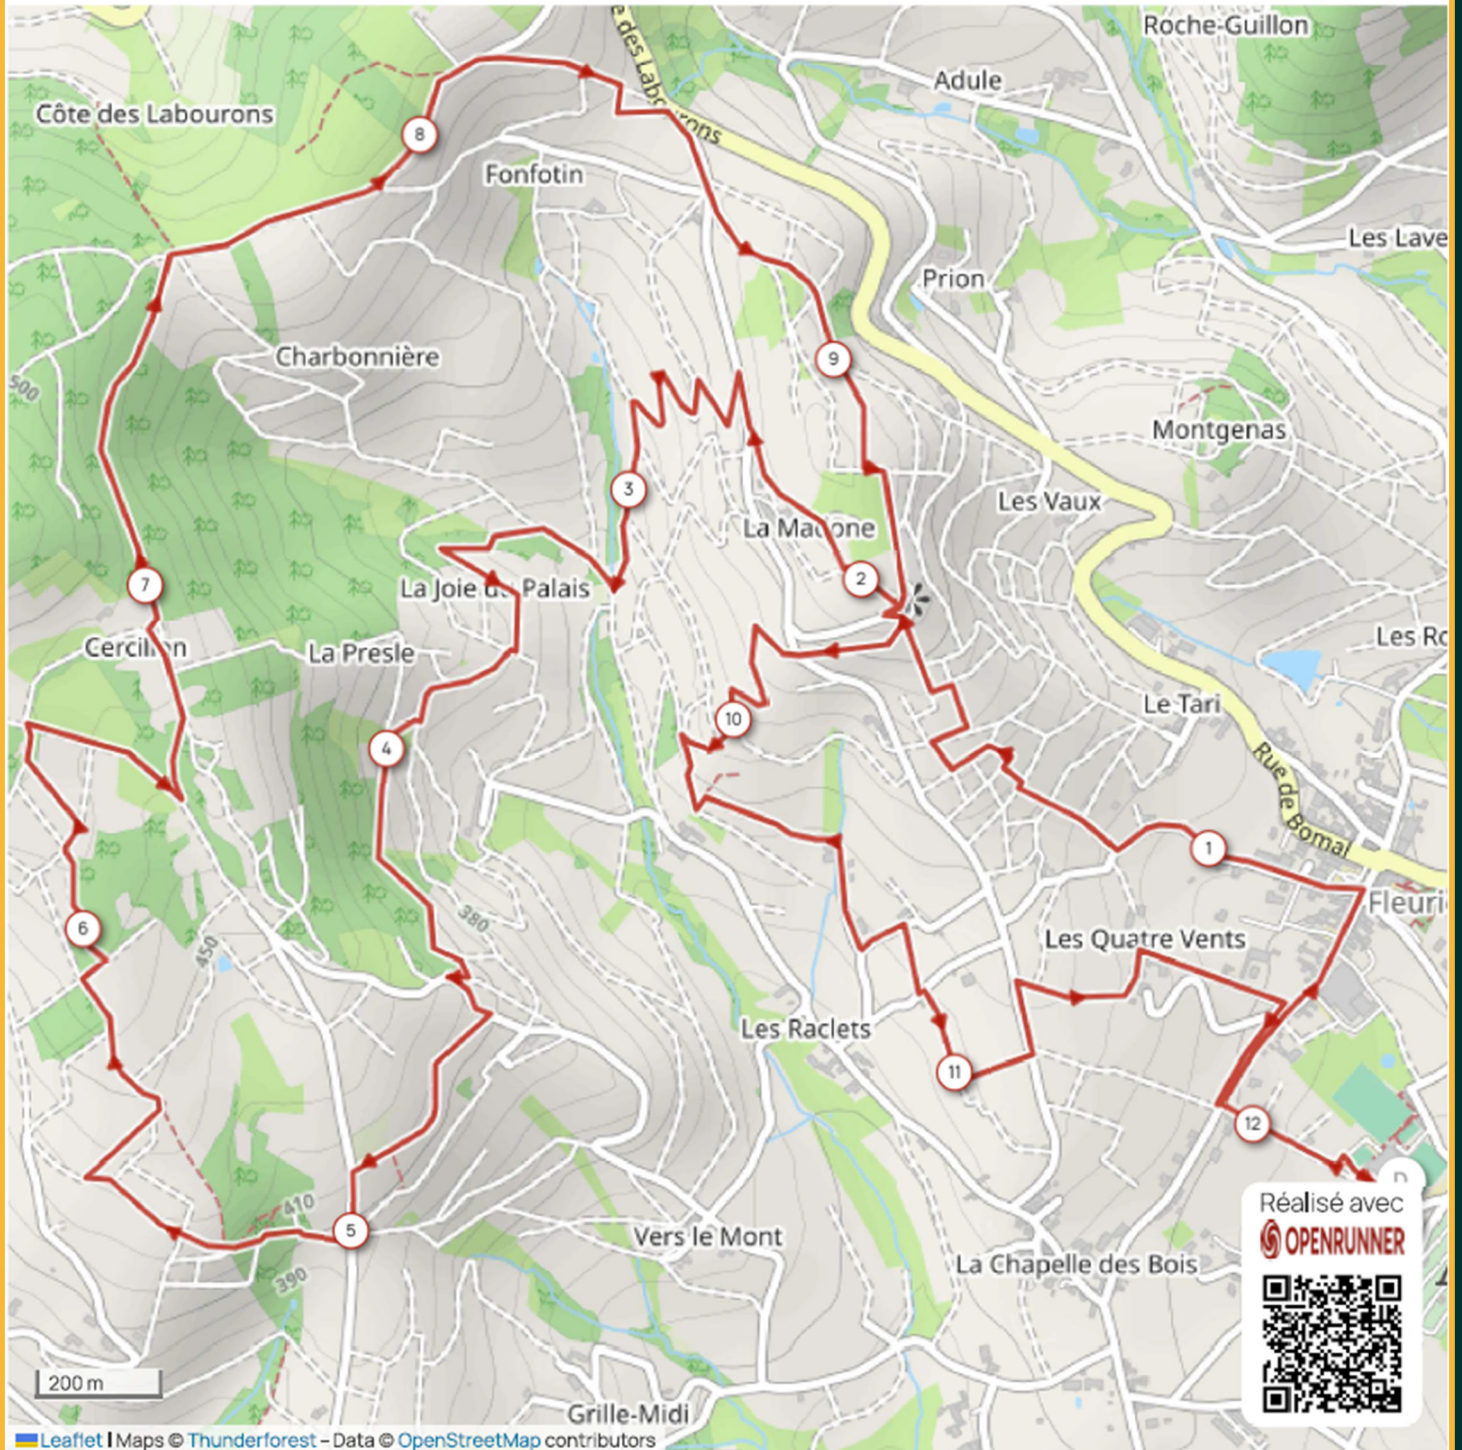 Roche-Guillon
Adule
Côte des Labourons
8
Fonfotin
Les Lave
Prion
Charbonnière
9
500
Montgenas
3
Les Vaux
La Madone
2
7
La Joie du Palais
Cercillon
La Presle
Les Ro
Le Tari
10
4
Rue de Bomal
1
Fleuri
380
6
Les Quatre Vents
450
Les Raclets
11
12
D
410
5
Vers le Mont
Réalisé avec
OPENRUNNER
La Chapelle des Bois
390
200 m
Grille-Midi
Leaflet | Maps © Thunderforest – Data © OpenStreetMap contributors